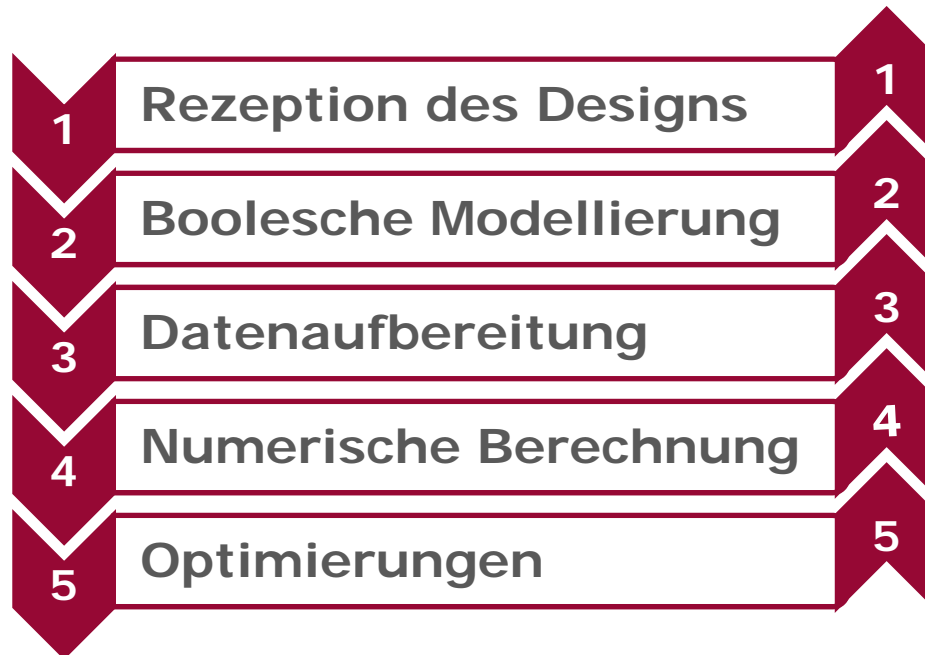 1 Rezeption des Designs 1
2 Boolesche Modellierung 2
3 Datenaufbereitung 3
4 Numerische Berechnung 4
5 Optimierungen 5